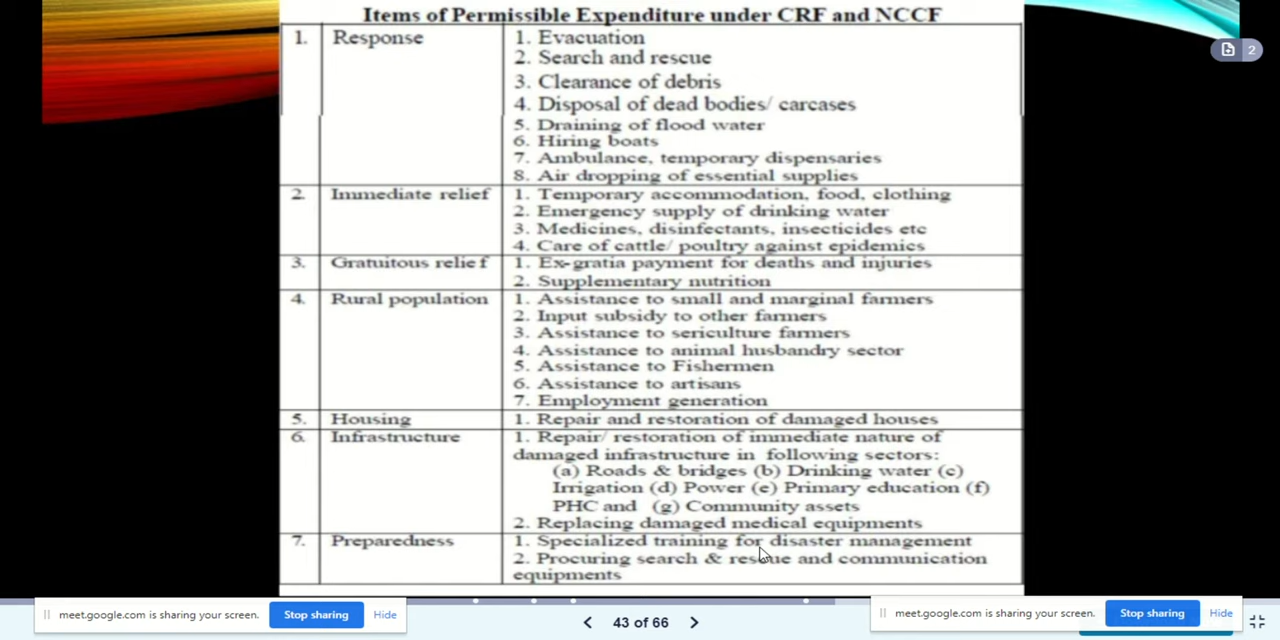 Items of Permissible Expenditure under CRF and NCCF
1. Response 1. Evacuation
2. Search and rescue
3. Clearance of debris
4. Disposal of dead bodies/ carcases
5. Draining of flood water
6. Hiring boats
7. Ambulance, temporary dispensaries
8. Air dropping of essential supplies
2. Immediate relief 1. Temporary accommodation, food, clothing
2. Emergency supply of drinking water
3. Medicines, disinfectants, insecticides etc
4. Care of cattle/ poultry against epidemics
3. Gratuitous relief 1. Ex-gratia payment for deaths and injuries
2. Supplementary nutrition
4. Rural population 1. Assistance to small and marginal farmers
2. Input subsidy to other farmers
3. Assistance to sericulture farmers
4. Assistance to animal husbandry sector
5. Assistance to Fishermen
6. Assistance to artisans
7. Employment generation
5. Housing 1. Repair and restoration of damaged houses
6. Infrastructure 1. Repair/ restoration of immediate nature of
damaged infrastructure in following sectors:
(a) Roads & bridges (b) Drinking water (c)
Irrigation (d) Power (e) Primary education (f)
PHC and (g) Community assets
2. Replacing damaged medical equipments
7. Preparedness 1. Specialized training for disaster management
2. Procuring search & rescue and communication
equipments
2
meet.google.com is sharing your screen. Stop sharing Hide
43 of 66
meet.google.com is sharing your screen. Stop sharing Hide